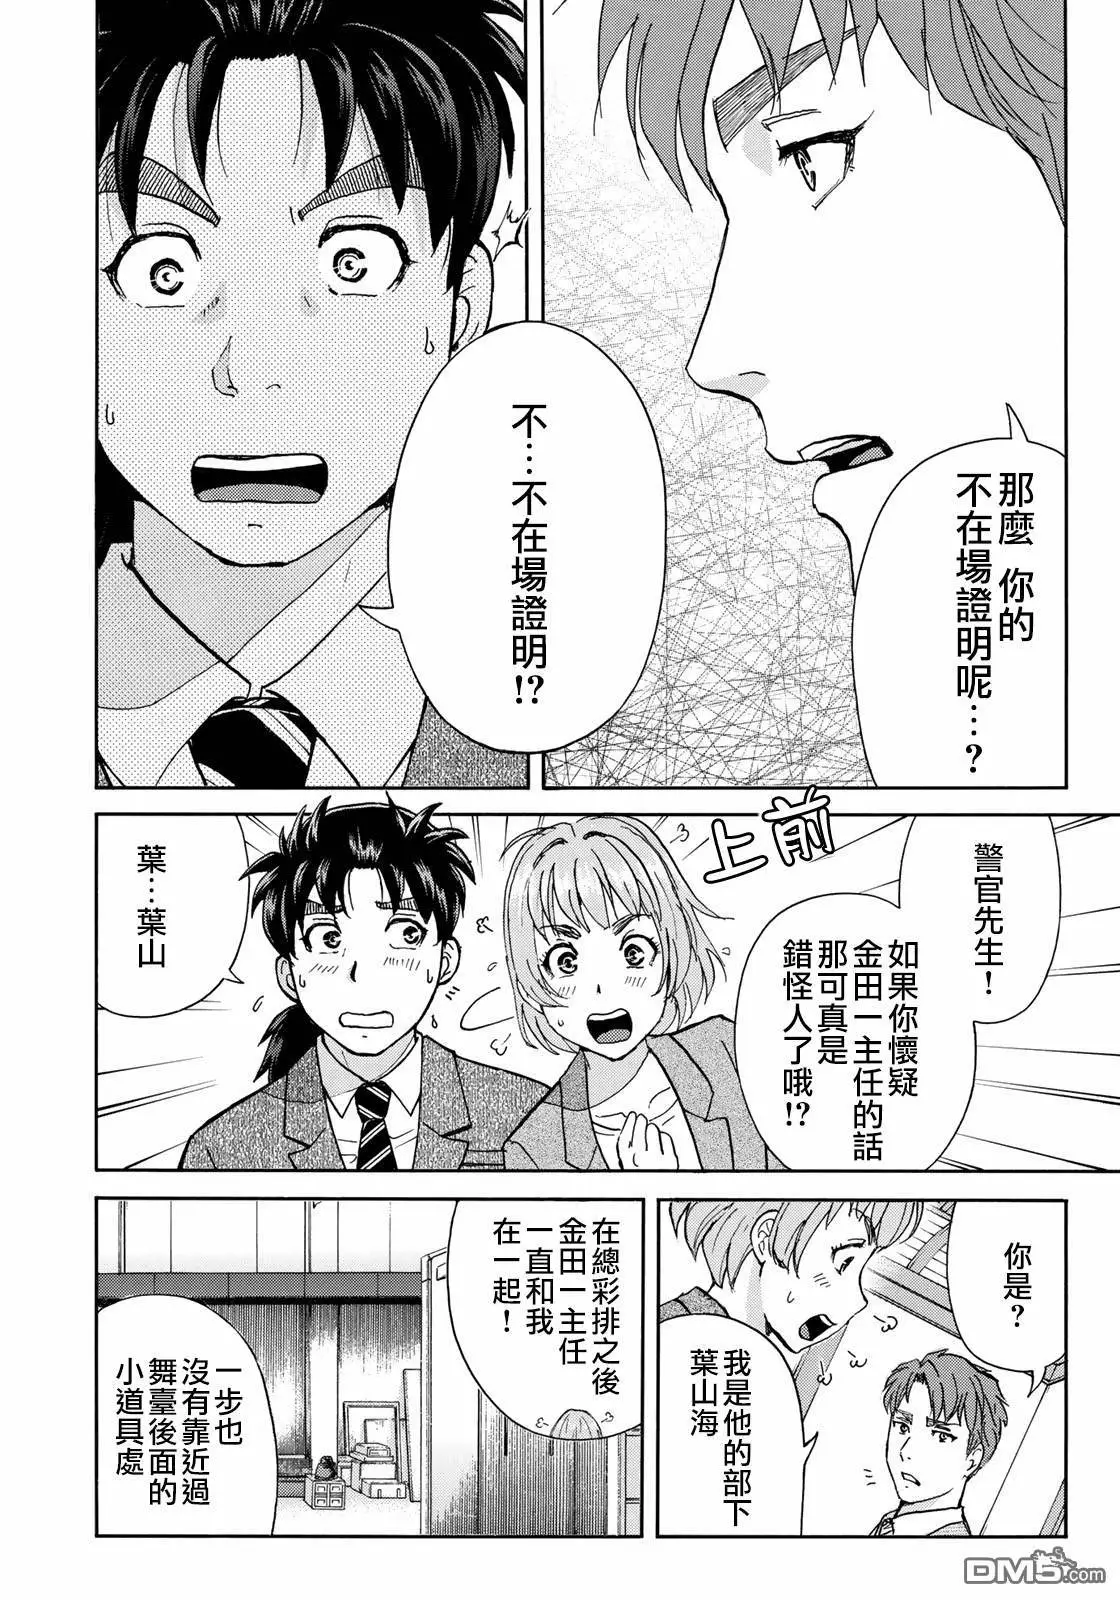 那麼 你的
不在場證明呢…?
不…不在場證明!?
警官先生!
如果你懷疑
金田一主任的話
那可真是
錯怪人了哦!?
上前
葉…葉山
你是?
我是他的部下
葉山海
在總彩排之後
金田一主任
一直和我
在一起!
一步也
沒有靠近過
舞臺後面的
小道具處
DM5.com